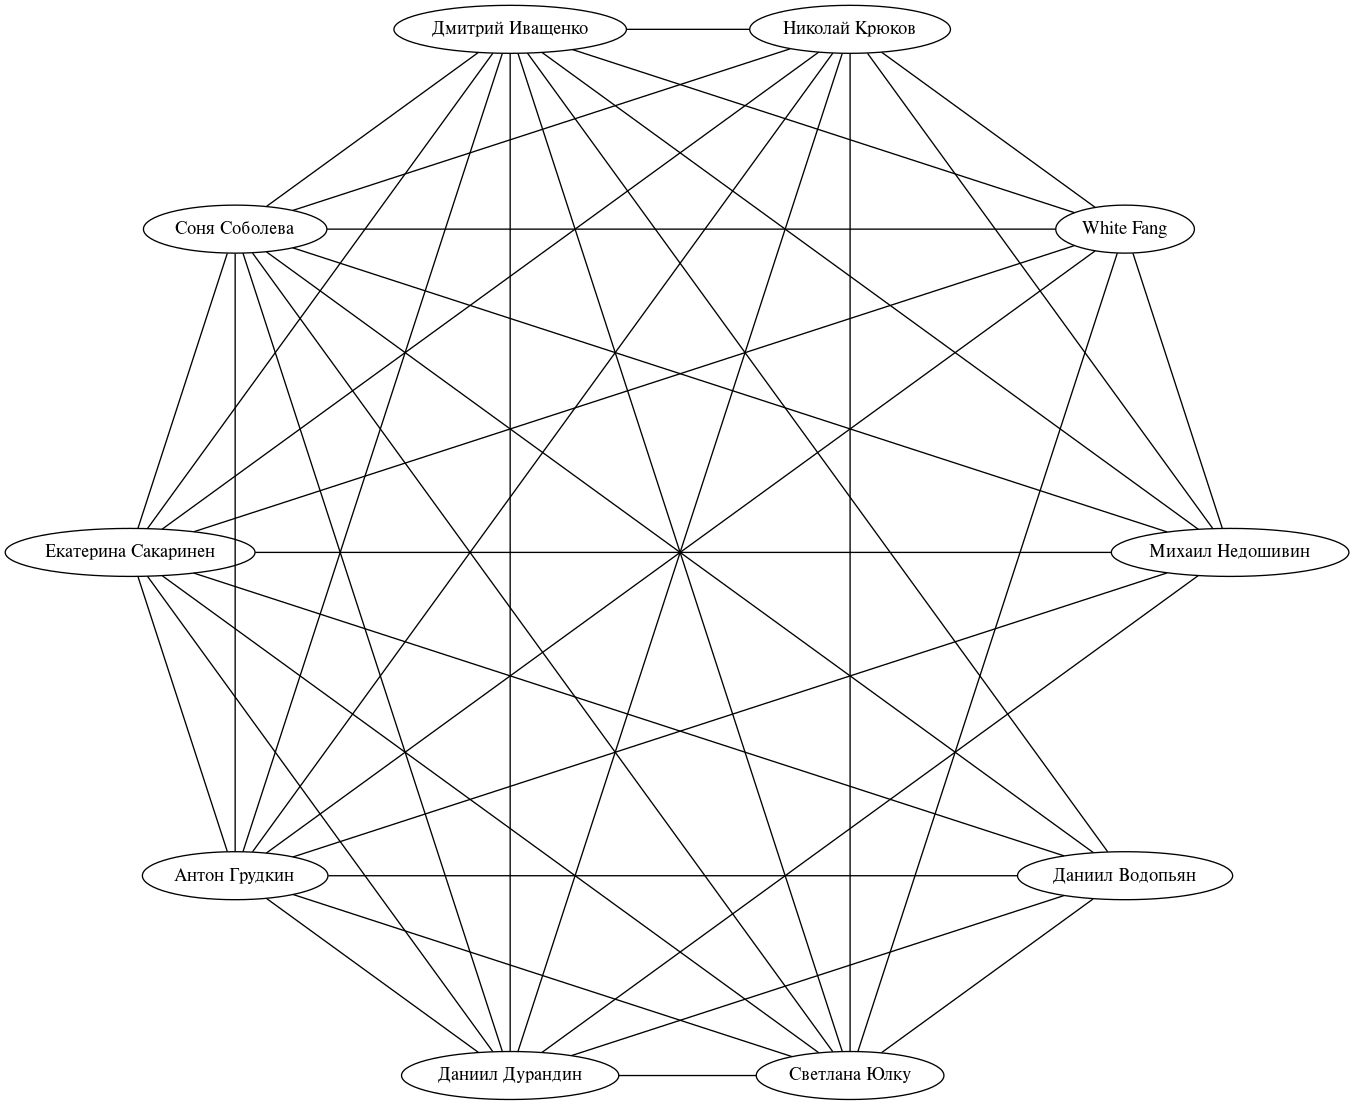 Дмитрий Иващенко
Николай Крюков
Соня Соболева
White Fang
Екатерина Сакаринен
Михаил Недошивин
Антон Грудкин
Даниил Водопьян
Даниил Дурандин
Светлана Юлку